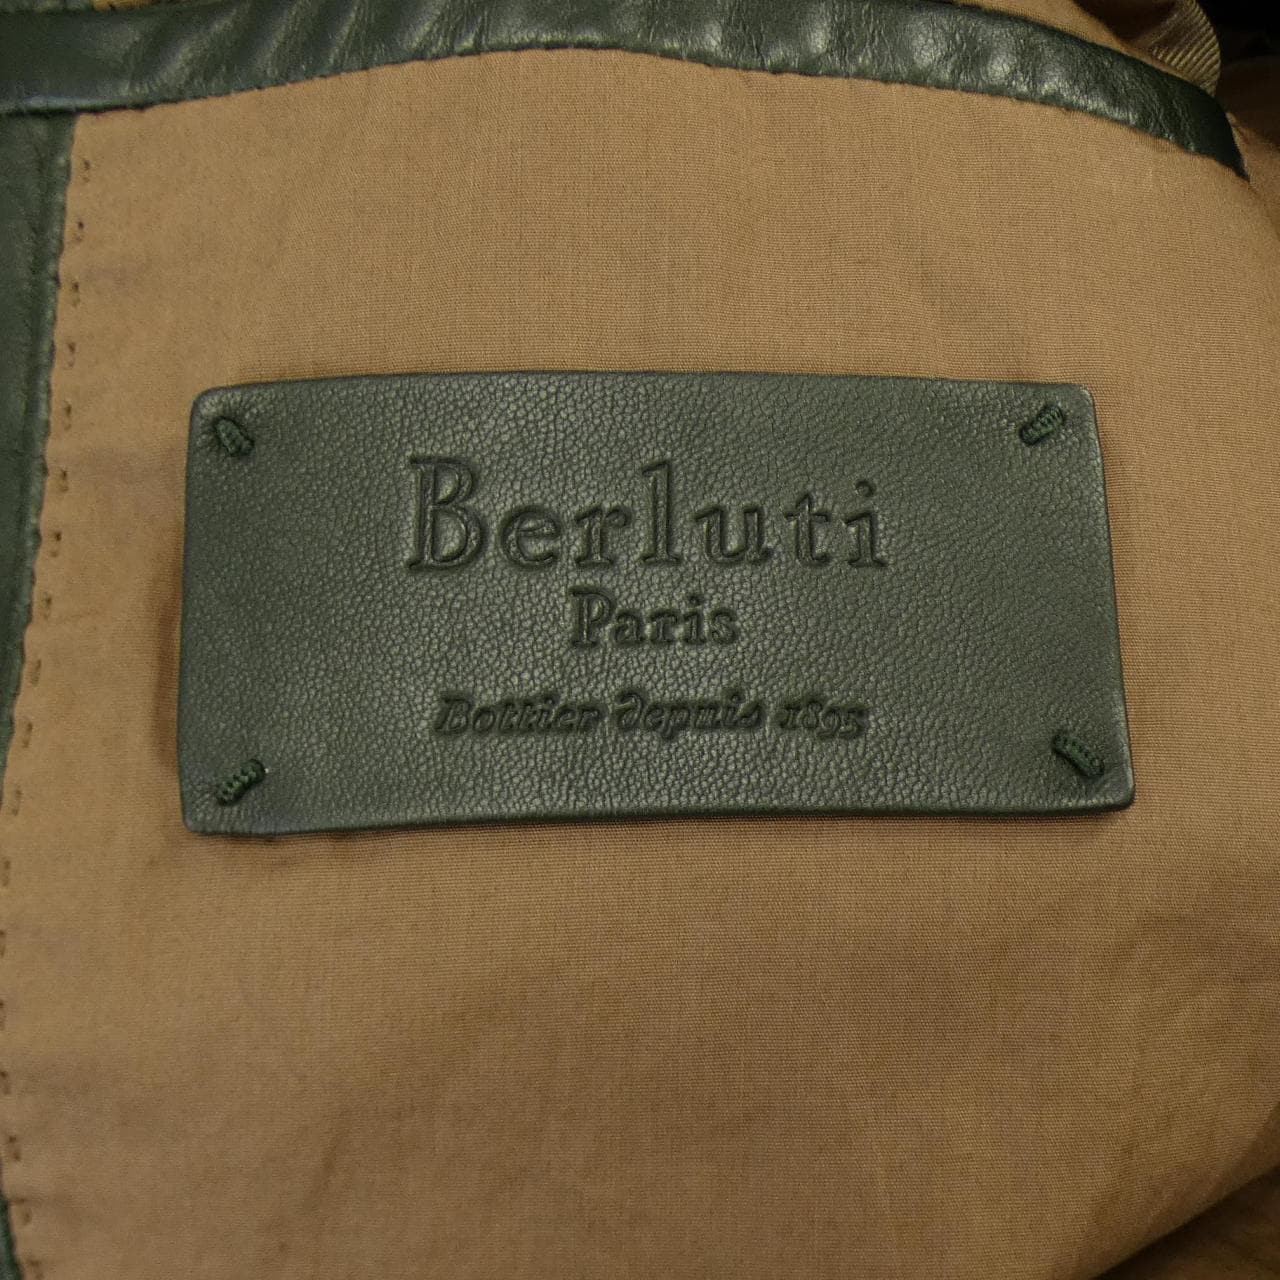 Berluti
Paris
Bottier depuis 1895